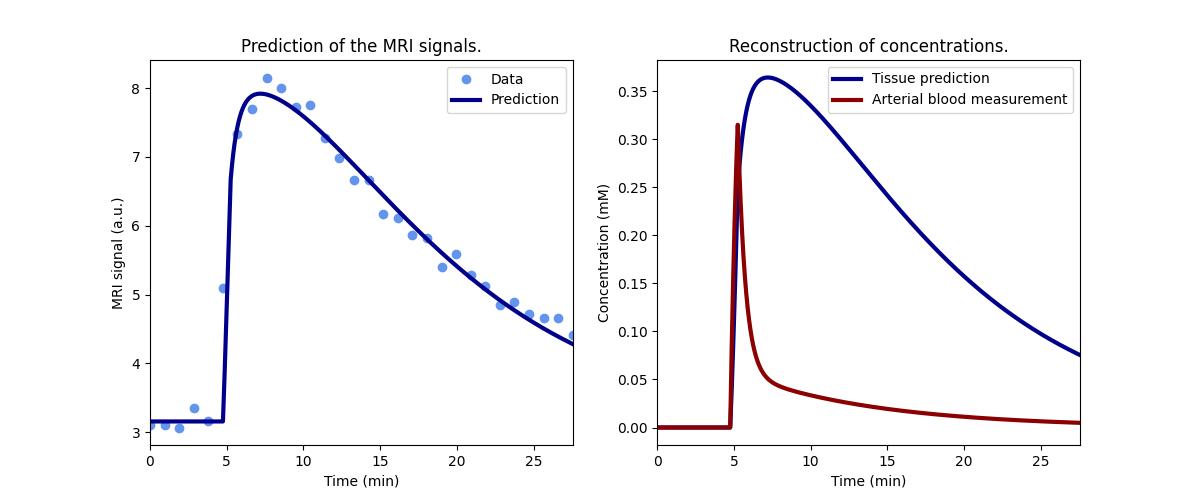 Prediction of the MRI signals.
Data
Prediction
MRI signal (a.u.)
8
7
6
5
4
3
0
5
10
15
20
25
Time (min)
Reconstruction of concentrations.
Tissue prediction
Arterial blood measurement
Concentration (mM)
0.35
0.30
0.25
0.20
0.15
0.10
0.05
0.00
0
5
10
15
20
25
Time (min)